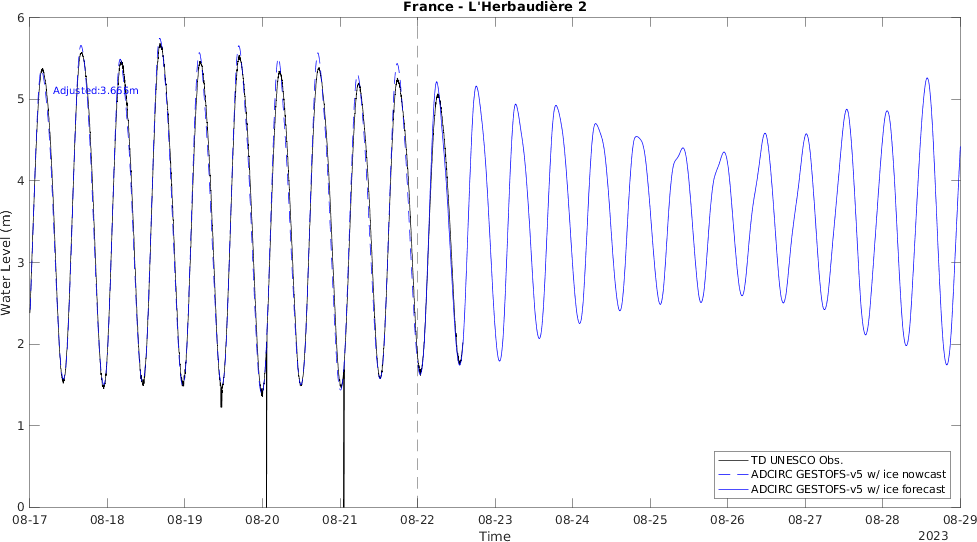 France - L'Herbaudière 2
6
5
4
3
2
1
0
Water Level (m)
Adjusted:3.656m
TD UNESCO Obs.
ADCIRC GESTOFS-v5 w/ ice nowcast
ADCIRC GESTOFS-v5 w/ ice forecast
08-17 08-18 08-19 08-20 08-21 08-22 08-23 08-24 08-25 08-26 08-27 08-28 08-29
Time
2023